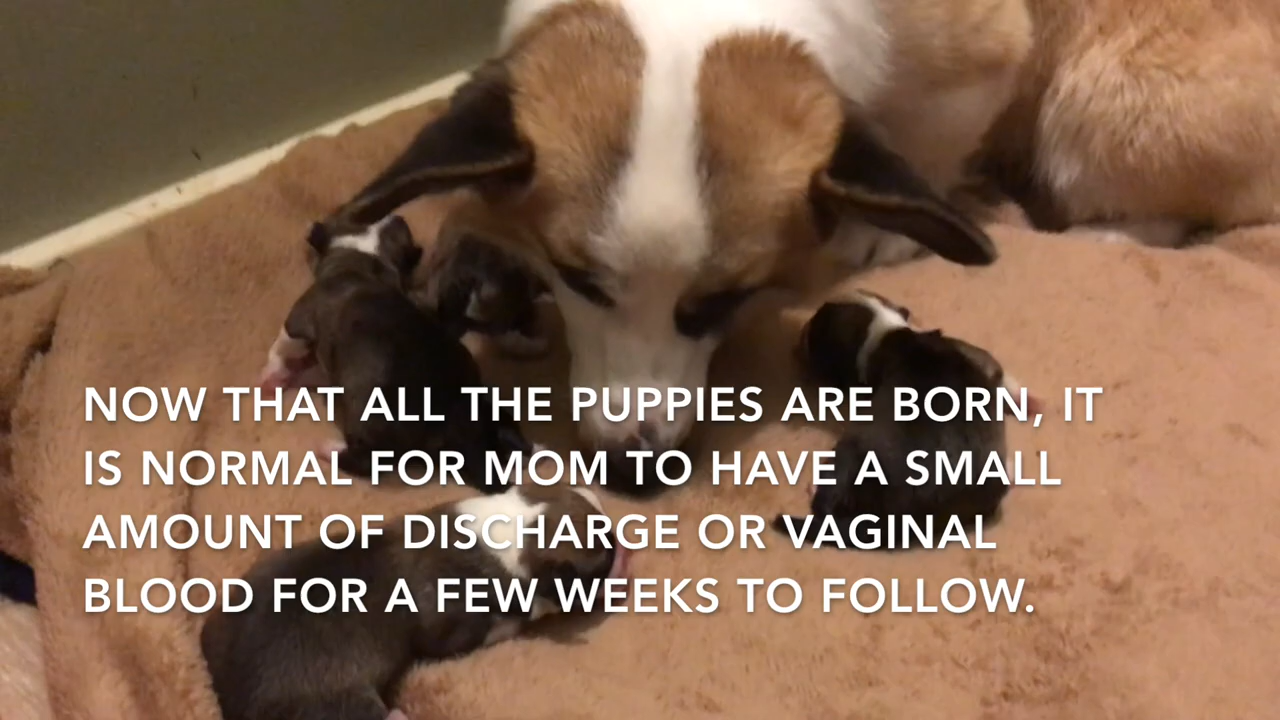 NOW THAT ALL THE PUPPIES ARE BORN, IT
IS NORMAL FOR MOM TO HAVE A SMALL
AMOUNT OF DISCHARGE OR VAGINAL
BLOOD FOR A FEW WEEKS TO FOLLOW.